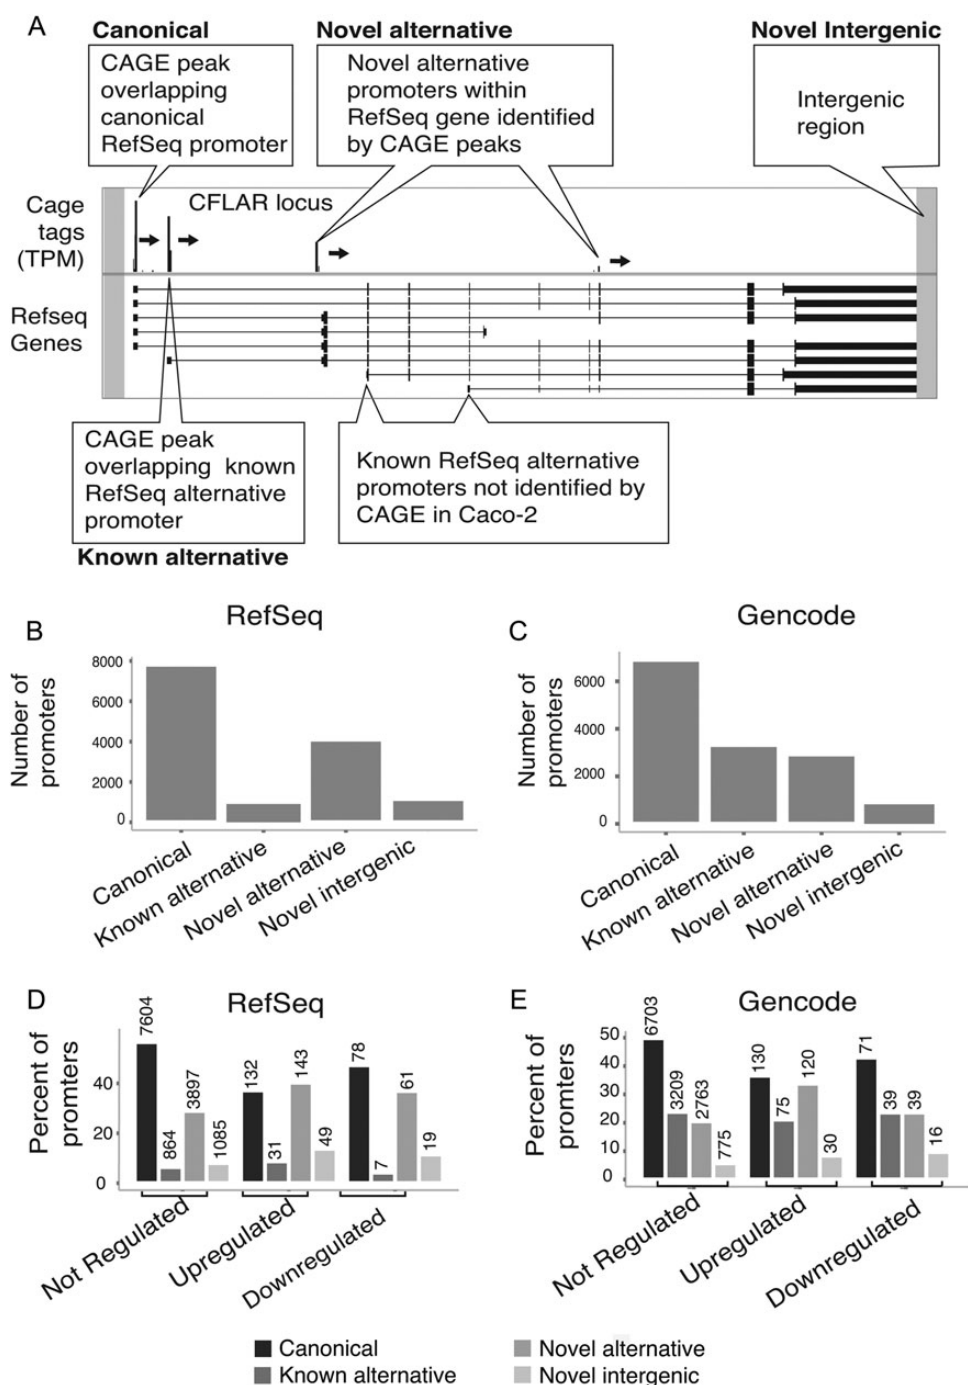 A
Canonical
Novel alternative
Novel Intergenic
CAGE peak
overlapping
canonical
RefSeq promoter
Novel alternative
promoters within
RefSeq gene identified
by CAGE peaks
Intergenic
region
Cage
tags
(TPM)
CFLAR locus
Refseq
Genes
CAGE peak
overlapping known
RefSeq alternative
promoter
Known alternative
Known RefSeq alternative
promoters not identified by
CAGE in Caco-2
B
RefSeq
Number of
promoters
8000
6000
4000
2000
0
Canonical
Known alternative
Novel alternative
Novel intergenic
C
Gencode
Number of
promoters
6000
4000
2000
0
Canonical
Known alternative
Novel alternative
Novel intergenic
D
RefSeq
Percent of
promters
40
20
0
7604
864
3897
1085
132
31
143
49
78
7
61
19
Not Regulated
Upregulated
Downregulated
E
Gencode
Percent of
promters
50
40
30
20
10
0
6703
3209
2763
775
130
75
120
30
71
39
39
16
Not Regulated
Upregulated
Downregulated
Canonical
Known alternative
Novel alternative
Novel intergenic